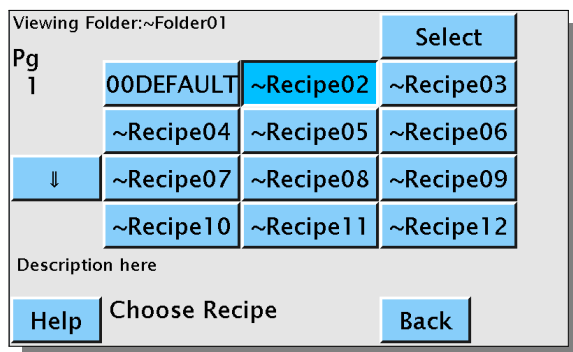 Viewing Folder:~Folder01
Select
Pg
1
00DEFAULT ~Recipe02 ~Recipe03
~Recipe04 ~Recipe05 ~Recipe06
⇓ ~Recipe07 ~Recipe08 ~Recipe09
~Recipe10 ~Recipe11 ~Recipe12
Description here
Help Choose Recipe Back